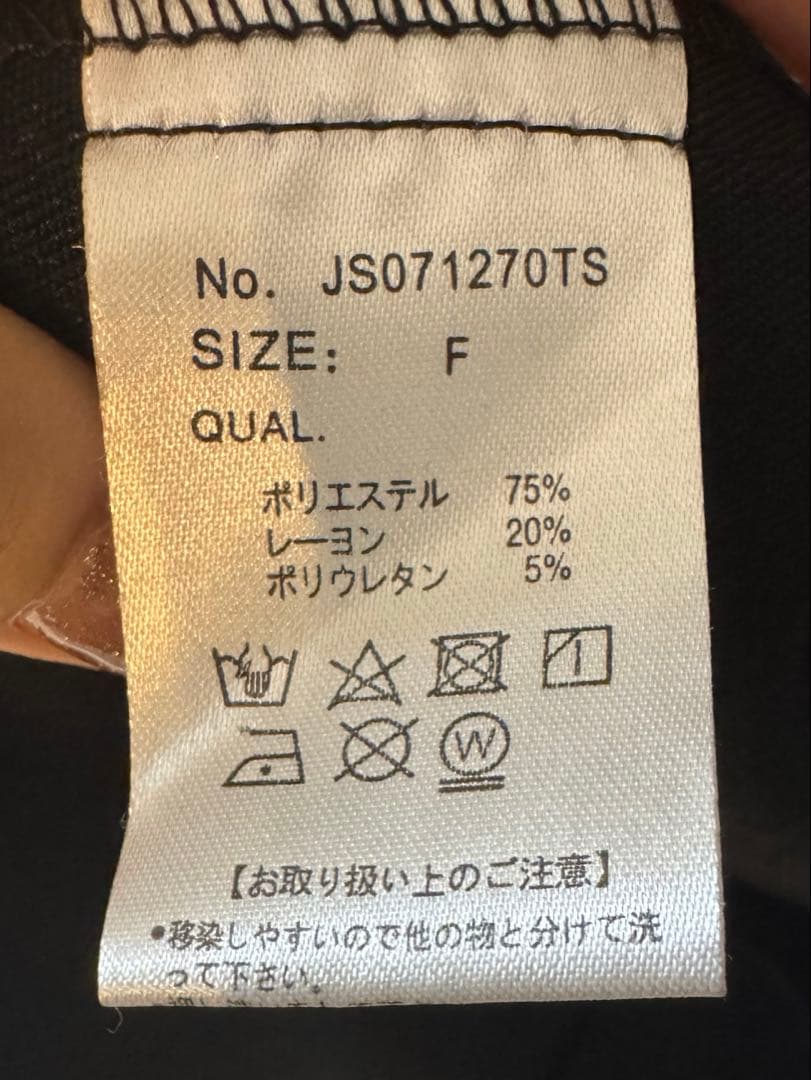 No. JS071270TS
SIZE: F
QUAL.
ポリエステル 75%
レーヨン 20%
ポリウレタン 5%
W
【お取り扱い上のご注意】
•移染しやすいので他の物と分けて洗
って下さい。